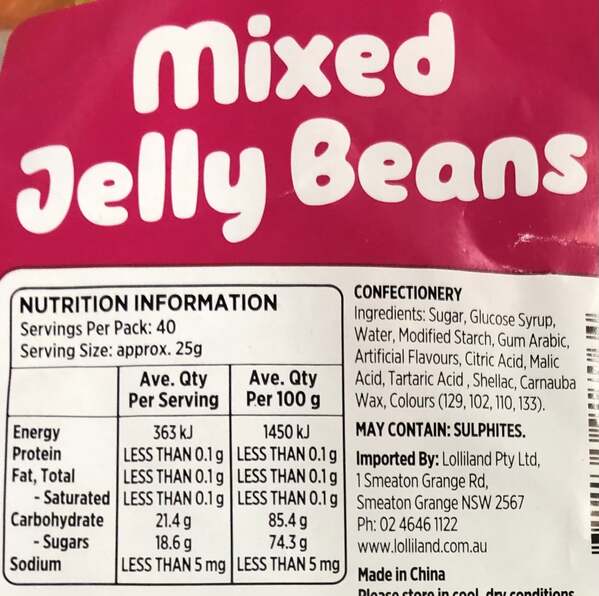 Mixed
Jelly Beans
NUTRITION INFORMATION
Servings Per Pack: 40
Serving Size: approx. 25g
Ave. Qty Per Serving Ave. Qty Per 100 g
Energy 363 kJ 1450 kJ
Protein LESS THAN 0.1 g LESS THAN 0.1 g
Fat, Total LESS THAN 0.1 g LESS THAN 0.1 g
- Saturated LESS THAN 0.1 g LESS THAN 0.1 g
Carbohydrate 21.4 g 85.4 g
- Sugars 18.6 g 74.3 g
Sodium LESS THAN 5 mg LESS THAN 5 mg
CONFECTIONERY
Ingredients: Sugar, Glucose Syrup,
Water, Modified Starch, Gum Arabic,
Artificial Flavours, Citric Acid, Malic
Acid, Tartaric Acid , Shellac, Carnauba
Wax, Colours (129, 102, 110, 133).
MAY CONTAIN: SULPHITES.
Imported By: Lolliland Pty Ltd,
1 Smeaton Grange Rd,
Smeaton Grange NSW 2567
Ph: 02 4646 1122
www.lolliland.com.au
Made in China
Please store in cool, dry conditions